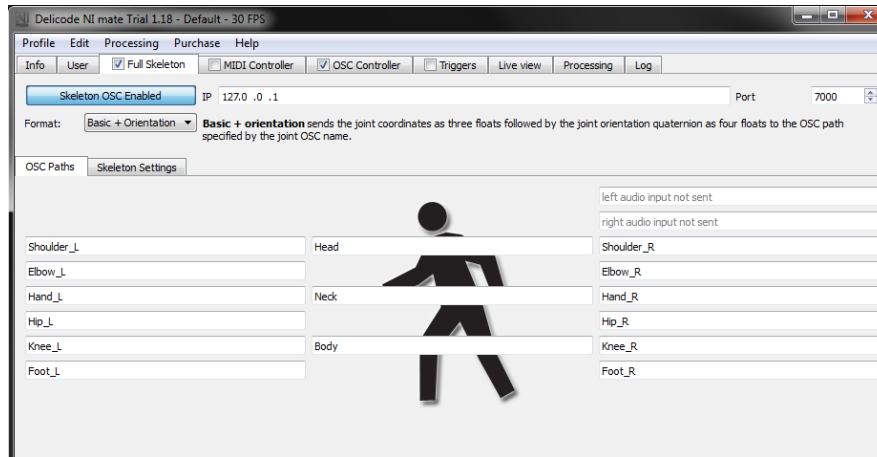 Delicode NI mate Trial 1.18 - Default - 30 FPS
Profile Edit Processing Purchase Help
Info User Full Skeleton MIDI Controller OSC Controller Triggers Live view Processing Log
Skeleton OSC Enabled IP 127.0 .0 .1 Port 7000
Format: Basic + Orientation Basic + orientation sends the joint coordinates as three floats followed by the joint orientation quaternion as four floats to the OSC path
specified by the joint OSC name.
OSC Paths Skeleton Settings
left audio input not sent
right audio input not sent
Shoulder_L Head Shoulder_R
Elbow_L Elbow_R
Hand_L Neck Hand_R
Hip_L Hip_R
Knee_L Body Knee_R
Foot_L Foot_R